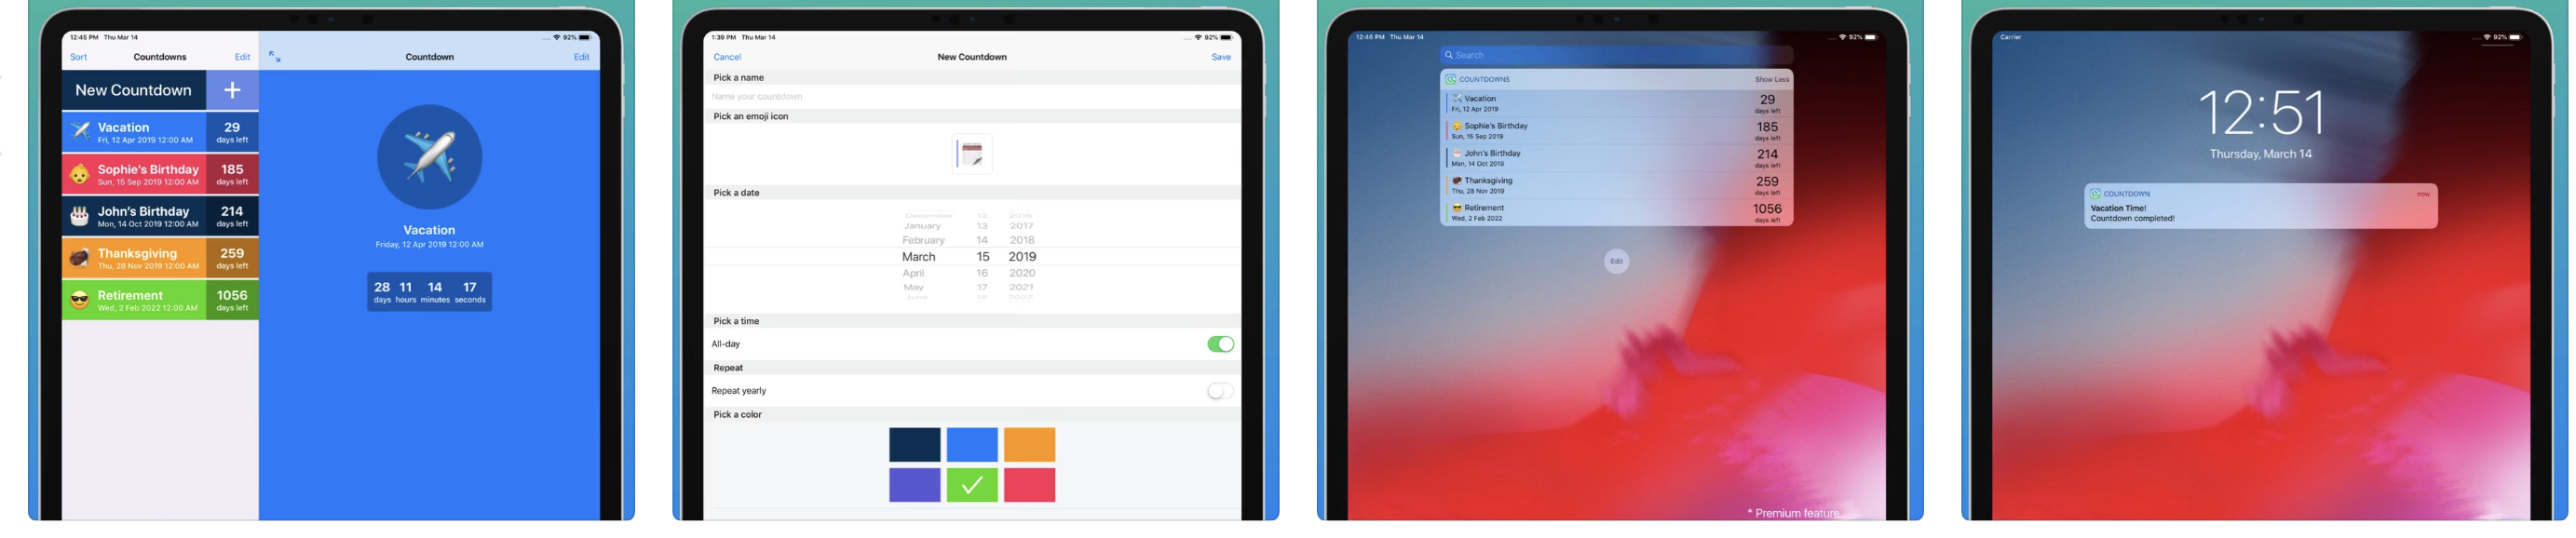 12:45 PM Thu Mar 14
92%
Sort Countdowns Edit
Countdown Edit
New Countdown +
Vacation 29
Fri, 12 Apr 2019 12:00 AM days left
Sophie's Birthday 185
Sun, 15 Sep 2019 12:00 AM days left
John's Birthday 214
Mon, 14 Oct 2019 12:00 AM days left
Thanksgiving 259
Thu, 28 Nov 2019 12:00 AM days left
Retirement 1056
Wed, 2 Feb 2022 12:00 AM days left
Vacation
Friday, 12 Apr 2019 12:00 AM
28 11 14 17
days hours minutes seconds
1:39 PM Thu Mar 14 92%
Cancel New Countdown Save
Pick a name
Name your countdown
Pick an emoji icon
Pick a date
December 12 2016
January 13 2017
February 14 2018
March 15 2019
April 16 2020
May 17 2021
June 18 2022
Pick a time
All-day
Repeat
Repeat yearly
Pick a color
12:46 PM Thu Mar 14 92%
Search
COUNTDOWNS Show Less
Vacation 29
Fri, 12 Apr 2019 days left
Sophie's Birthday 185
Sun, 15 Sep 2019 days left
John's Birthday 214
Mon, 14 Oct 2019 days left
Thanksgiving 259
Thu, 28 Nov 2019 days left
Retirement 1056
Wed, 2 Feb 2022 days left
Edit
* Premium feature
Carrier 92%
12:51
Thursday, March 14
COUNTDOWN now
Vacation Time!
Countdown completed!